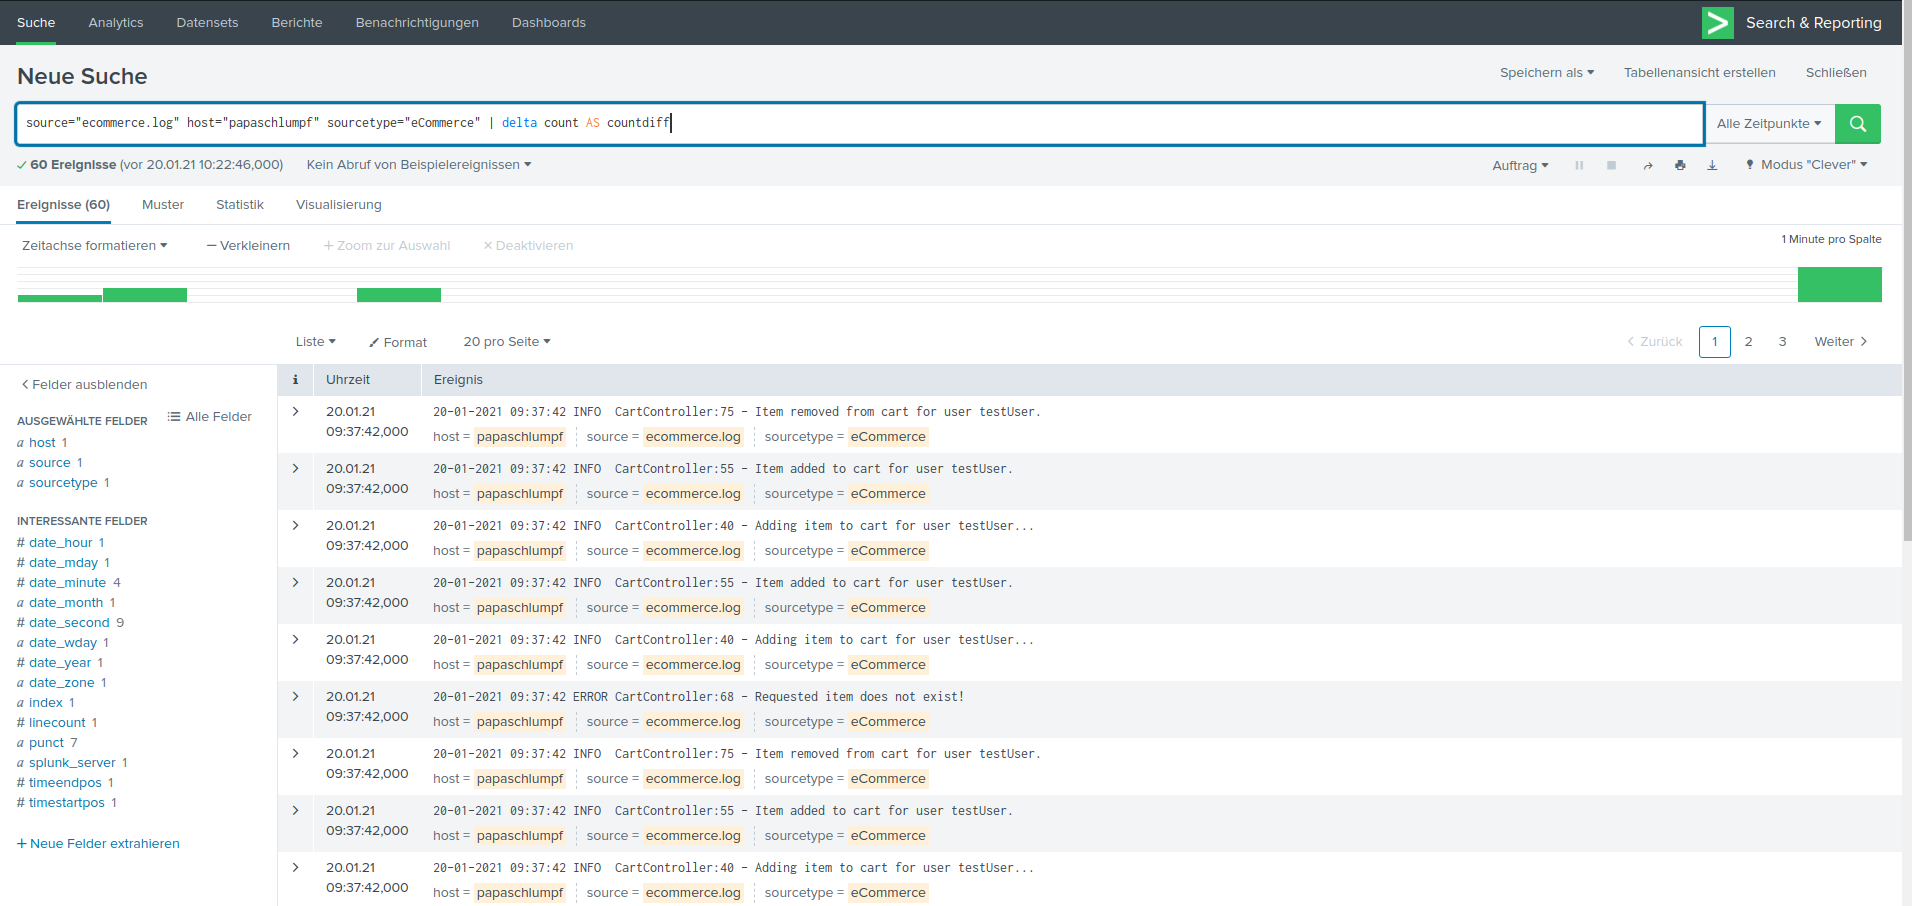 Suche Analytics Datensets Berichte Benachrichtigungen Dashboards Search & Reporting
Neue Suche Speichern als Tabellenansicht erstellen Schließen
source="ecommerce.log" host="papaschlumpf" sourcetype="eCommerce" | delta count AS countdiff Alle Zeitpunkte
60 Ereignisse (vor 20.01.21 10:22:46,000) Kein Abruf von Beispielereignissen Auftrag Modus "Clever"
Ereignisse (60) Muster Statistik Visualisierung
Zeitachse formatieren — Verkleinern + Zoom zur Auswahl × Deaktivieren 1 Minute pro Spalte
Liste Format 20 pro Seite < Zurück 1 2 3 Weiter >
< Felder ausblenden
Alle Felder
AUSGEWÄHLTE FELDER
a host 1
a source 1
a sourcetype 1
INTERESSANTE FELDER
# date_hour 1
# date_mday 1
# date_minute 4
a date_month 1
# date_second 9
a date_wday 1
# date_year 1
a date_zone 1
a index 1
# linecount 1
a punct 7
a splunk_server 1
# timeendpos 1
# timestartpos 1
+ Neue Felder extrahieren
i Uhrzeit Ereignis
> 20.01.21 20-01-2021 09:37:42 INFO  CartController:75 - Item removed from cart for user testUser.
09:37:42,000 host = papaschlumpf source = ecommerce.log sourcetype = eCommerce
> 20.01.21 20-01-2021 09:37:42 INFO  CartController:55 - Item added to cart for user testUser.
09:37:42,000 host = papaschlumpf source = ecommerce.log sourcetype = eCommerce
> 20.01.21 20-01-2021 09:37:42 INFO  CartController:40 - Adding item to cart for user testUser...
09:37:42,000 host = papaschlumpf source = ecommerce.log sourcetype = eCommerce
> 20.01.21 20-01-2021 09:37:42 INFO  CartController:55 - Item added to cart for user testUser.
09:37:42,000 host = papaschlumpf source = ecommerce.log sourcetype = eCommerce
> 20.01.21 20-01-2021 09:37:42 INFO  CartController:40 - Adding item to cart for user testUser...
09:37:42,000 host = papaschlumpf source = ecommerce.log sourcetype = eCommerce
> 20.01.21 20-01-2021 09:37:42 ERROR CartController:68 - Requested item does not exist!
09:37:42,000 host = papaschlumpf source = ecommerce.log sourcetype = eCommerce
> 20.01.21 20-01-2021 09:37:42 INFO  CartController:75 - Item removed from cart for user testUser.
09:37:42,000 host = papaschlumpf source = ecommerce.log sourcetype = eCommerce
> 20.01.21 20-01-2021 09:37:42 INFO  CartController:55 - Item added to cart for user testUser.
09:37:42,000 host = papaschlumpf source = ecommerce.log sourcetype = eCommerce
> 20.01.21 20-01-2021 09:37:42 INFO  CartController:40 - Adding item to cart for user testUser...
09:37:42,000 host = papaschlumpf source = ecommerce.log sourcetype = eCommerce